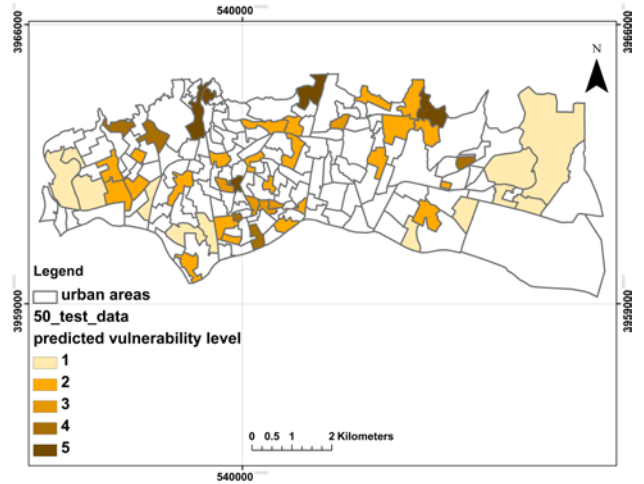 540000
3966000
3966000
N
Legend
urban areas
50_test_data
predicted vulnerability level
1
2
3
4
5
0 0.5 1 2 Kilometers
3959000
3959000
540000